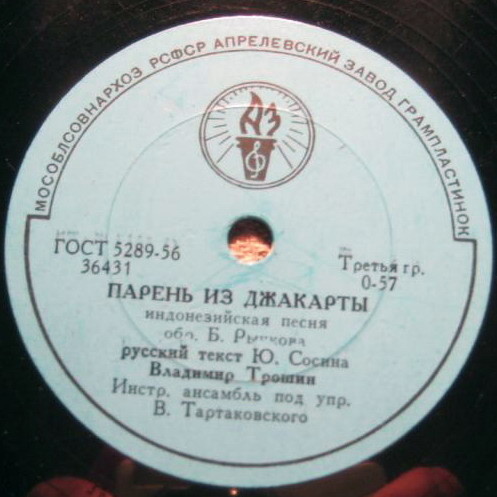 МОСОБЛСОВНАРХОЗ РСФСР АПРЕЛЕВСКИЙ ЗАВОД ГРАМПЛАСТИНОК
АЗ
ГОСТ 5289-56
36431
Третья гр.
0-57
ПАРЕНЬ ИЗ ДЖАКАРТЫ
индонезийская песня
обр. Б. Рычкова
русский текст Ю. Сосина
Владимир Трошин
Инстр. ансамбль под упр.
В. Тартаковского